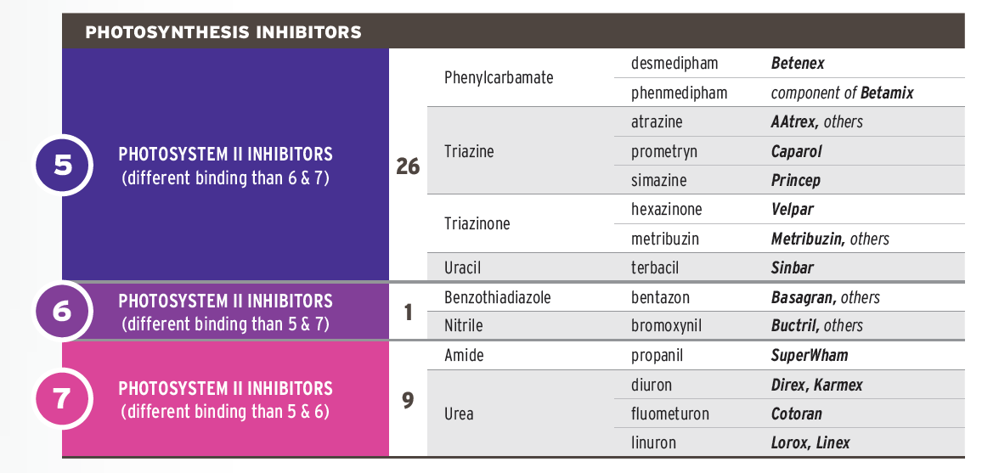 PHOTOSYNTHESIS INHIBITORS
5
PHOTOSYSTEM II INHIBITORS
(different binding than 6 & 7)
26
Phenylcarbamate
desmedipham
Betenex
phenmedipham
component of Betamix
Triazine
atrazine
AAtrex, others
prometryn
Caparol
simazine
Princep
Triazinone
hexazinone
Velpar
metribuzin
Metribuzin, others
Uracil
terbacil
Sinbar
6
PHOTOSYSTEM II INHIBITORS
(different binding than 5 & 7)
1
Benzothiadiazole
bentazon
Basagran, others
Nitrile
bromoxynil
Buctril, others
7
PHOTOSYSTEM II INHIBITORS
(different binding than 5 & 6)
9
Amide
propanil
SuperWham
Urea
diuron
Direx, Karmex
fluometuron
Cotoran
linuron
Lorox, Linex